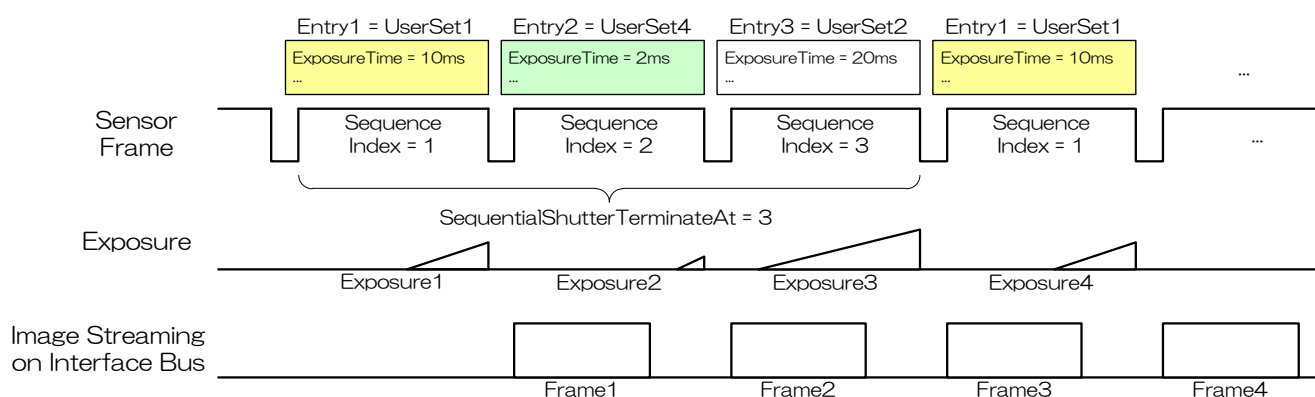 Entry1 = UserSet1
Entry2 = UserSet4
Entry3 = UserSet2
Entry1 = UserSet1
ExposureTime = 10ms
...
ExposureTime = 2ms
...
ExposureTime = 20ms
...
ExposureTime = 10ms
...
...
Sensor
Frame
Sequence
Index = 1
Sequence
Index = 2
Sequence
Index = 3
Sequence
Index = 1
...
SequentialShutterTerminateAt = 3
Exposure
Exposure1
Exposure2
Exposure3
Exposure4
Image Streaming
on Interface Bus
Frame1
Frame2
Frame3
Frame4